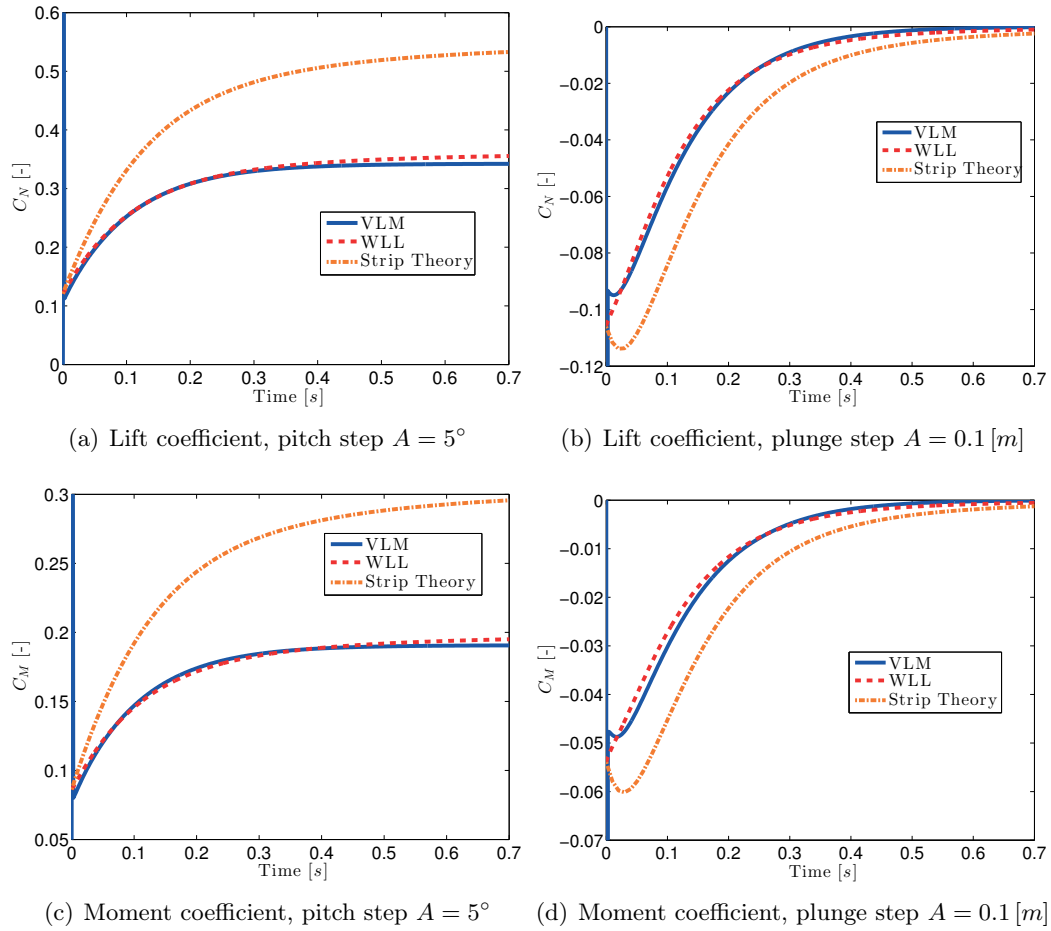 0.6
0.5
0.4
0.3
0.2
0.1
0
C_N [-]
0 0.1 0.2 0.3 0.4 0.5 0.6 0.7
Time [s]
VLM
WLL
Strip Theory
(a) Lift coefficient, pitch step A = 5°
0
−0.02
−0.04
−0.06
−0.08
−0.1
−0.12
C_N [-]
0 0.1 0.2 0.3 0.4 0.5 0.6 0.7
Time [s]
VLM
WLL
Strip Theory
(b) Lift coefficient, plunge step A = 0.1 [m]
0.3
0.25
0.2
0.15
0.1
0.05
C_M [-]
0 0.1 0.2 0.3 0.4 0.5 0.6 0.7
Time [s]
VLM
WLL
Strip Theory
(c) Moment coefficient, pitch step A = 5°
0
−0.01
−0.02
−0.03
−0.04
−0.05
−0.06
−0.07
C_M [-]
0 0.1 0.2 0.3 0.4 0.5 0.6 0.7
Time [s]
VLM
WLL
Strip Theory
(d) Moment coefficient, plunge step A = 0.1 [m]